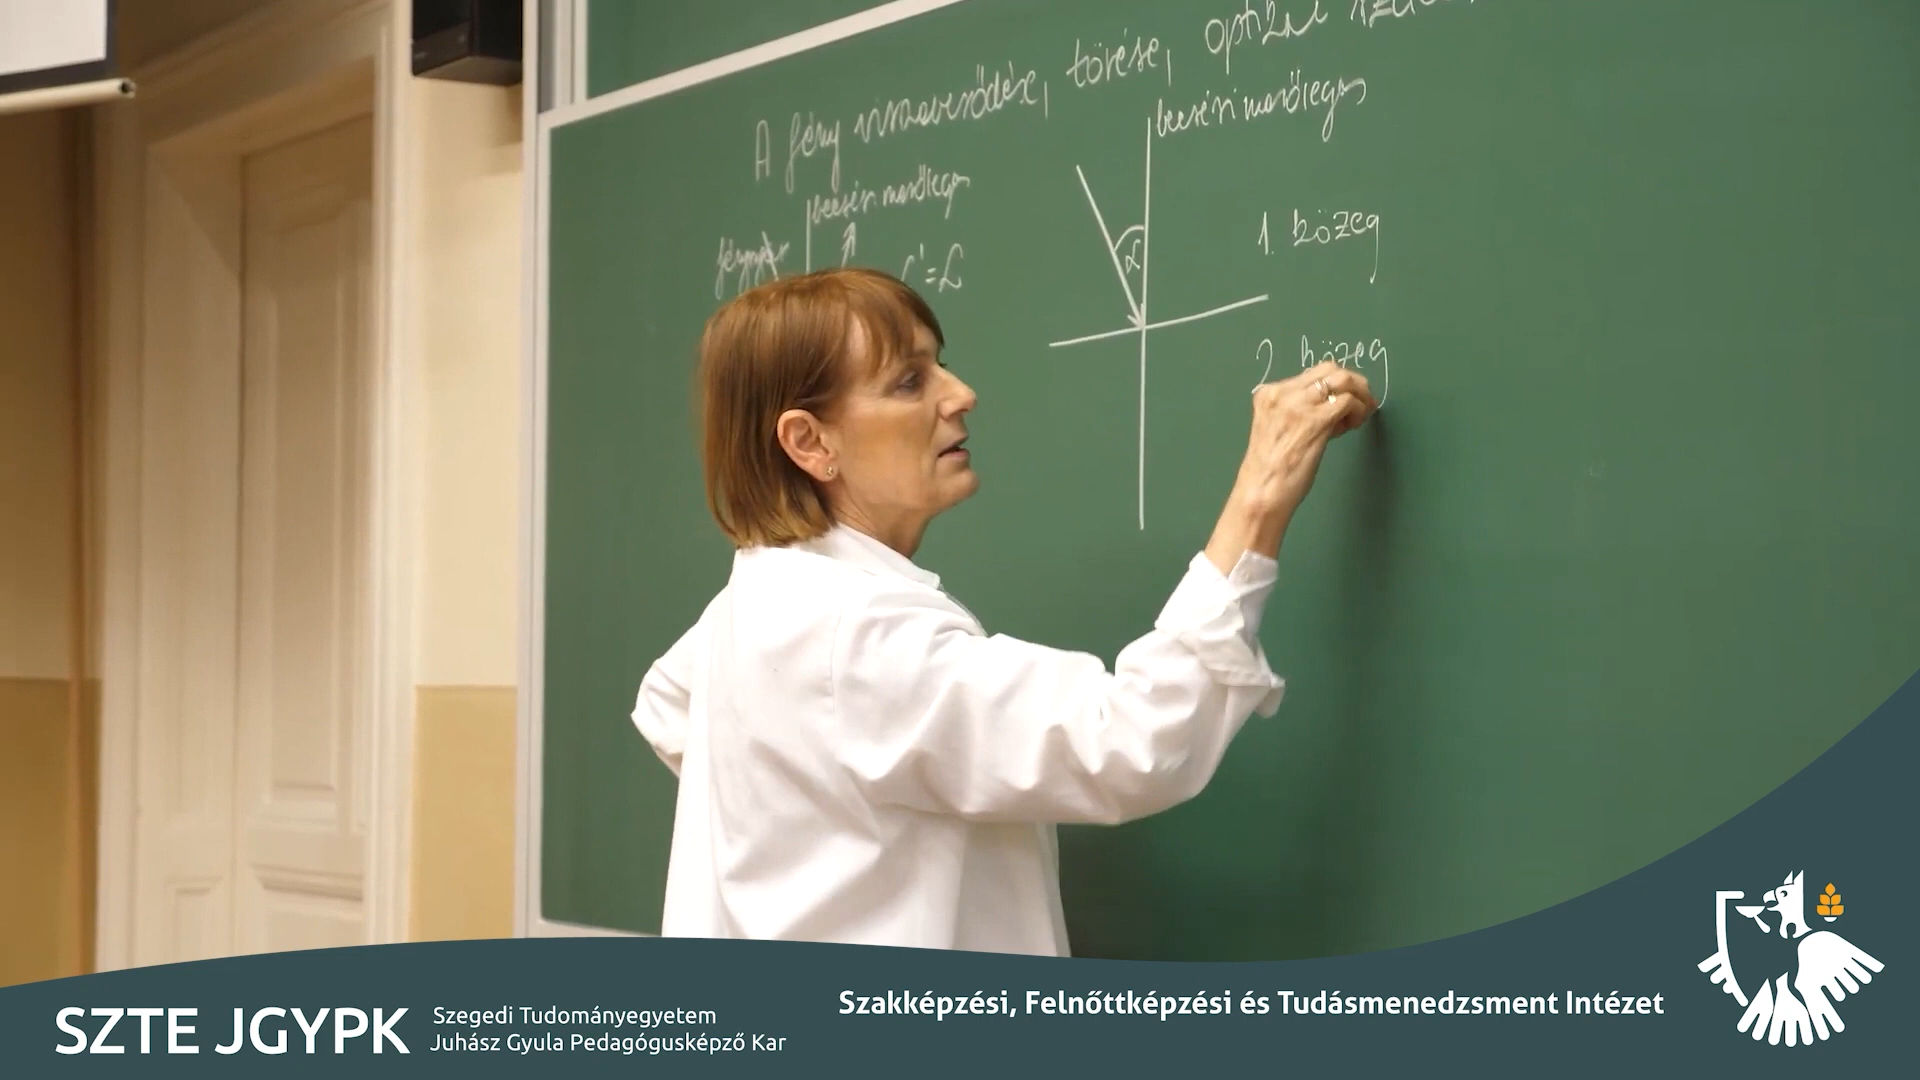 A fény visszaverődése, törése, optikai
beesési merőleges
beesési merőleges
fénysugár
α
1. közeg
α'=α
2. közeg
SZTE JGYPK
Szegedi Tudományegyetem
Juhász Gyula Pedagógusképző Kar
Szakképzési, Felnőttképzési és Tudásmenedzsment Intézet